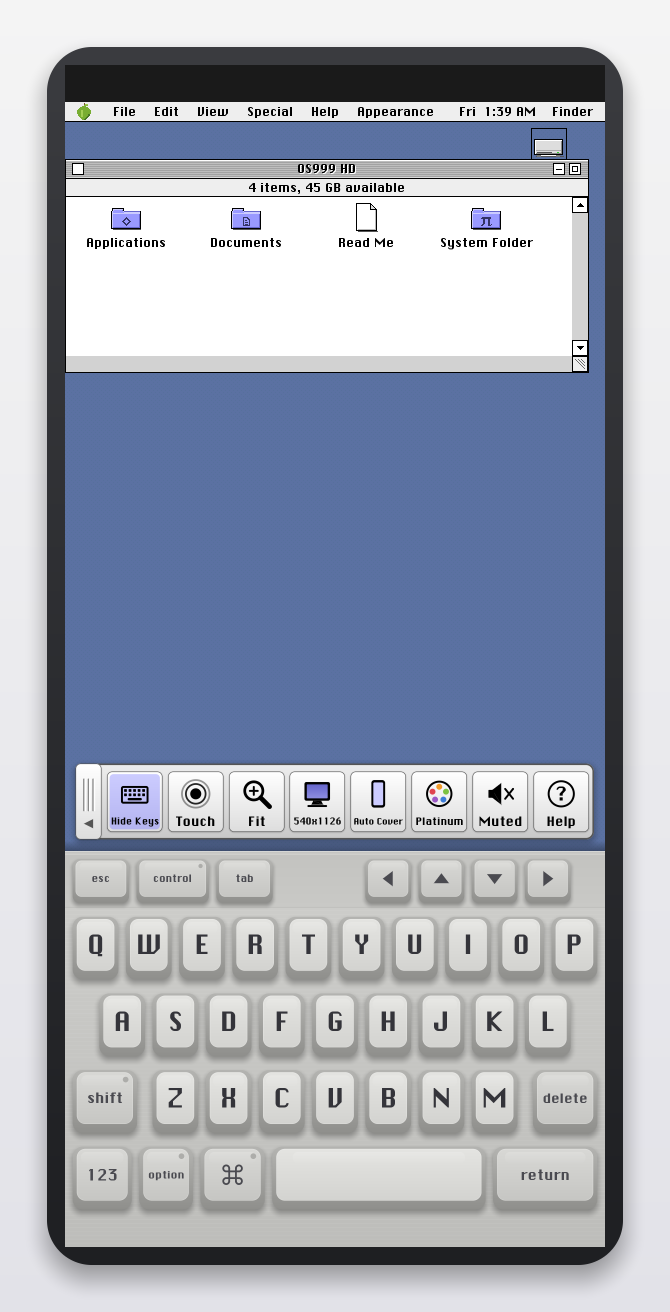 File Edit View Special Help Appearance Fri 1:39 AM Finder
OS999 HD
4 items, 45 GB available
Applications Documents Read Me System Folder
Hide Keys Touch Fit 540x1126 Auto Cover Platinum Muted Help
esc control tab
Q W E R T Y U I O P
A S D F G H J K L
shift Z X C V B N M delete
123 option ⌘ return